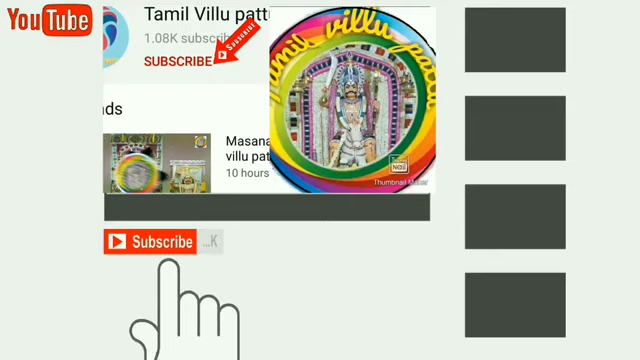 YouTube
Tamil Villu pattu
1.08K subscrib
SUBSCRIBE
SUBSCRIBE
Tamil villu pattu
ds
Masana
villu pat
10 hours
Thumbnail Maker
Subscribe
...K